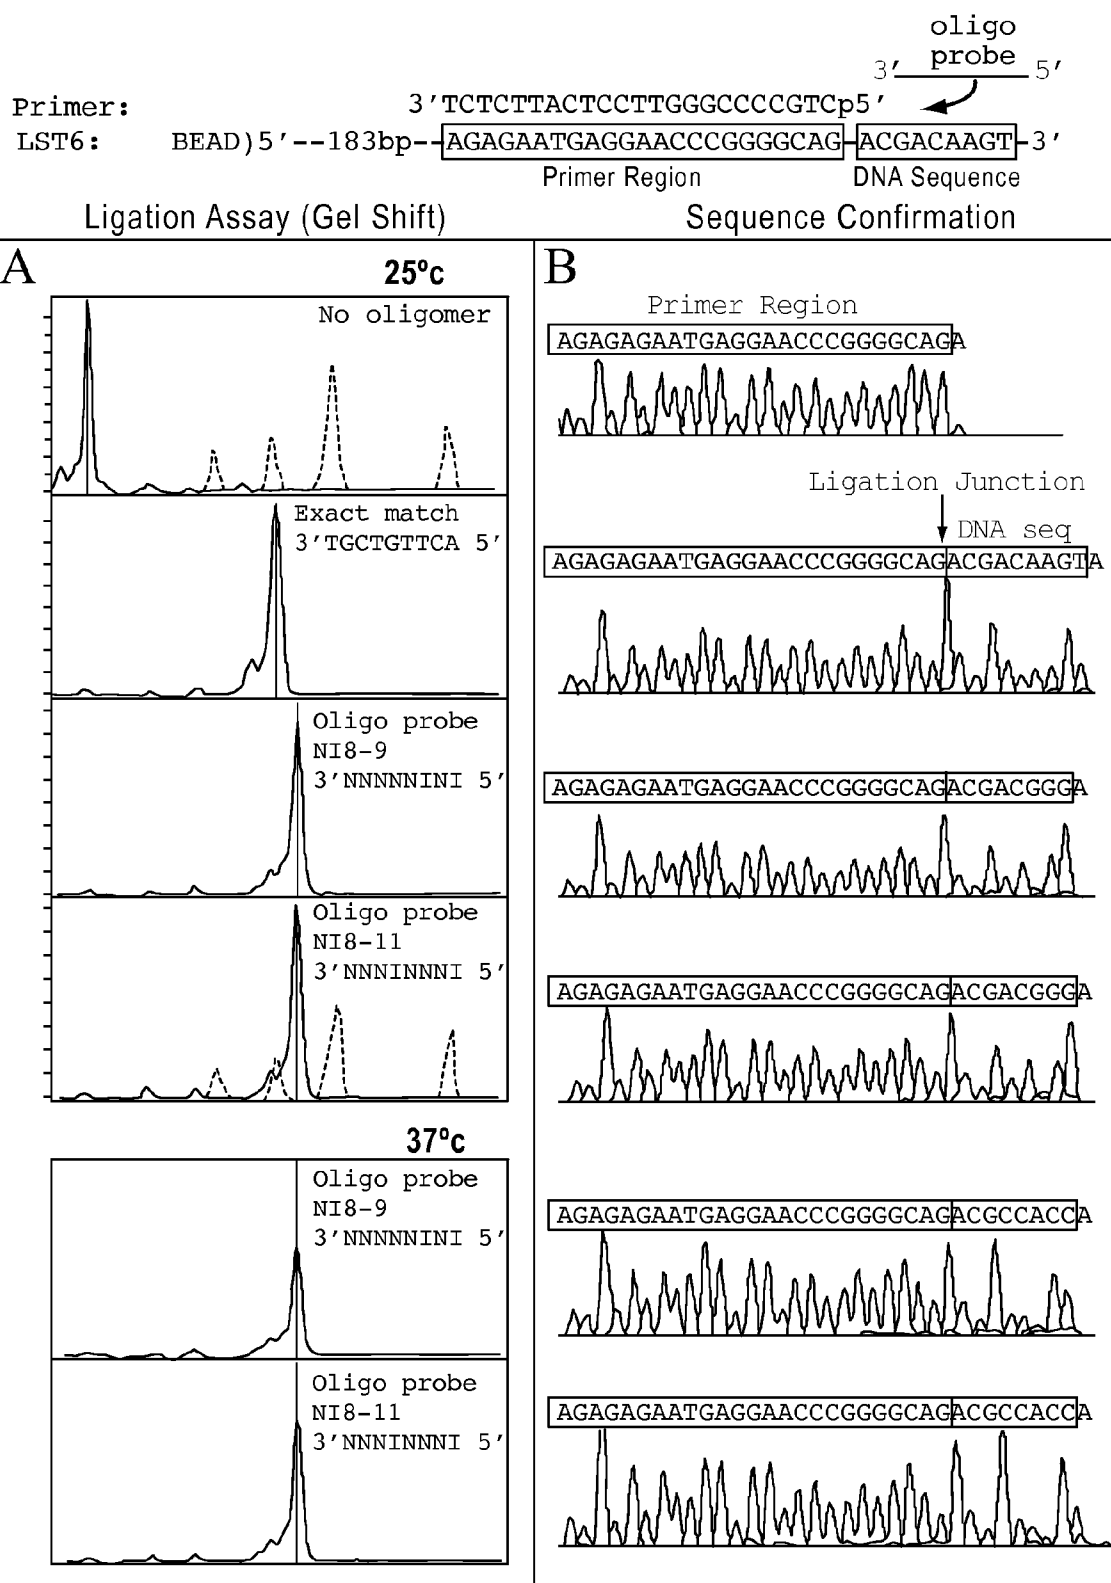 oligo
probe
3′ 5′
Primer: 3′TCTCTTACTCCTTGGGCCCCGTCp5′
LST6: BEAD)5′--183bp--AGAGAATGAGGAACCCGGGGCAG-ACGACAAGT-3′
Primer Region DNA Sequence
Ligation Assay (Gel Shift) Sequence Confirmation
A
25ºc
No oligomer
Exact match
3′TGCTGTTCA 5′
Oligo probe
NI8-9
3′NNNNNINI 5′
Oligo probe
NI8-11
3′NNNINNNI 5′
37ºc
Oligo probe
NI8-9
3′NNNNNINI 5′
Oligo probe
NI8-11
3′NNNINNNI 5′
B
Primer Region
AGAGAGAATGAGGAACCCGGGGCAGA
Ligation Junction
DNA seq
AGAGAGAATGAGGAACCCGGGGCAGACGACAAGTA
AGAGAGAATGAGGAACCCGGGGCAGACGACGGGA
AGAGAGAATGAGGAACCCGGGGCAGACGACGGGA
AGAGAGAATGAGGAACCCGGGGCAGACGCCACCA
AGAGAGAATGAGGAACCCGGGGCAGACGCCACCA